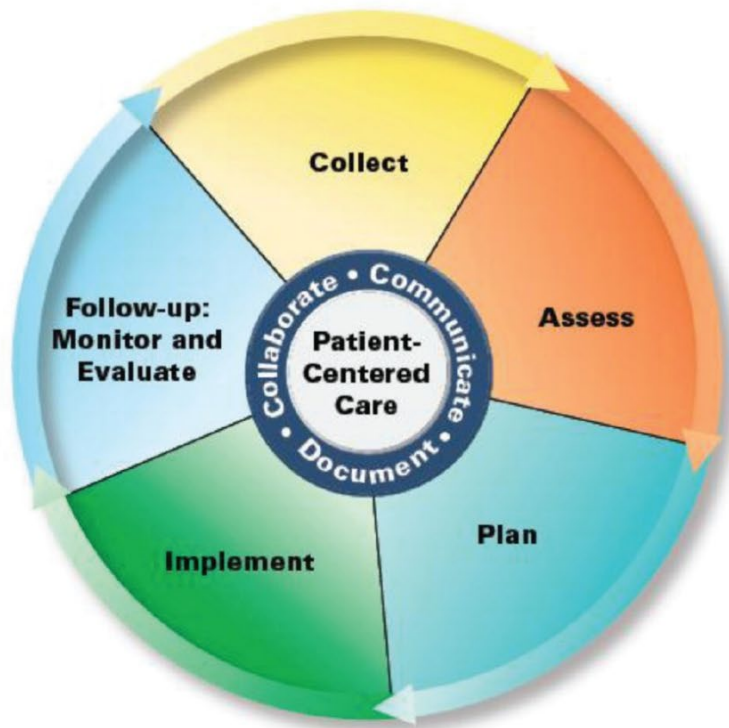 Collect
Assess
Plan
Implement
Follow-up:
Monitor and
Evaluate
Collaborate • Communicate • Document •
Patient-
Centered
Care